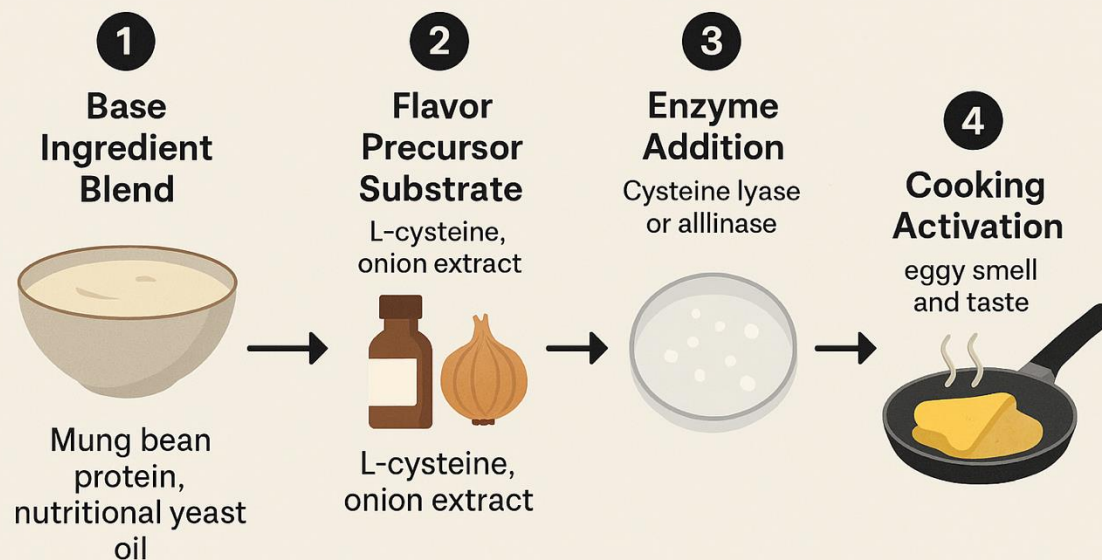 1
Base
Ingredient
Blend
Mung bean
protein,
nutritional yeast
oil
2
Flavor
Precursor
Substrate
L-cysteine,
onion extract
L-cysteine,
onion extract
3
Enzyme
Addition
Cysteine lyase
or alllinase
4
Cooking
Activation
eggy smell
and taste